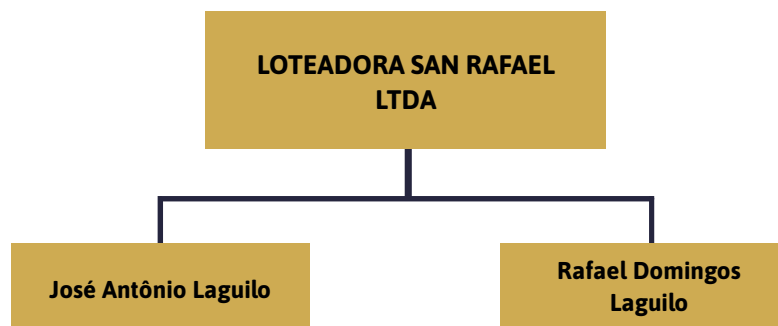 LOTEADORA SAN RAFAEL
LTDA
José Antônio Laguilo
Rafael Domingos
Laguilo